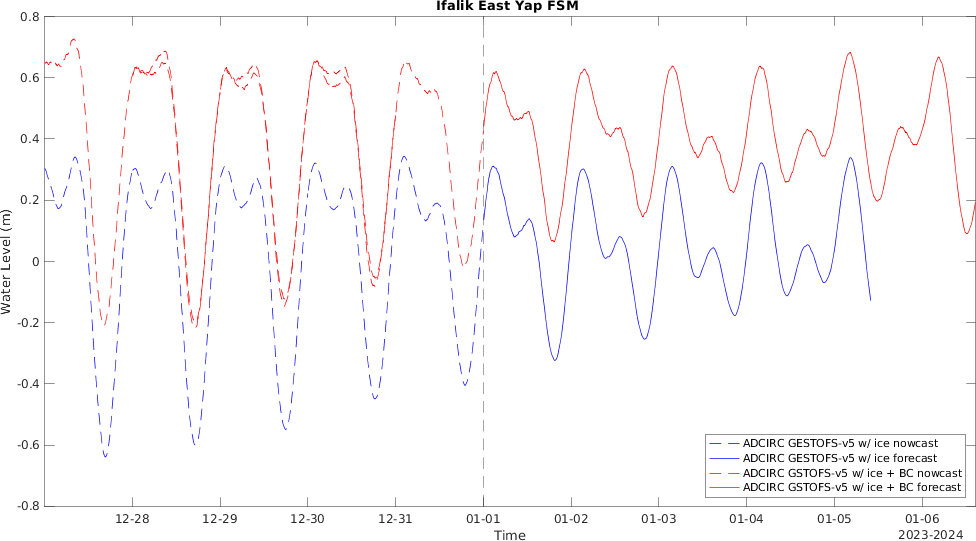 Ifalik East Yap FSM
0.8
0.6
0.4
0.2
0
-0.2
-0.4
-0.6
-0.8
Water Level (m)
ADCIRC GESTOFS-v5 w/ ice nowcast
ADCIRC GESTOFS-v5 w/ ice forecast
ADCIRC GSTOFS-v5 w/ ice + BC nowcast
ADCIRC GSTOFS-v5 w/ ice + BC forecast
12-28 12-29 12-30 12-31 01-01 01-02 01-03 01-04 01-05 01-06
Time
2023-2024